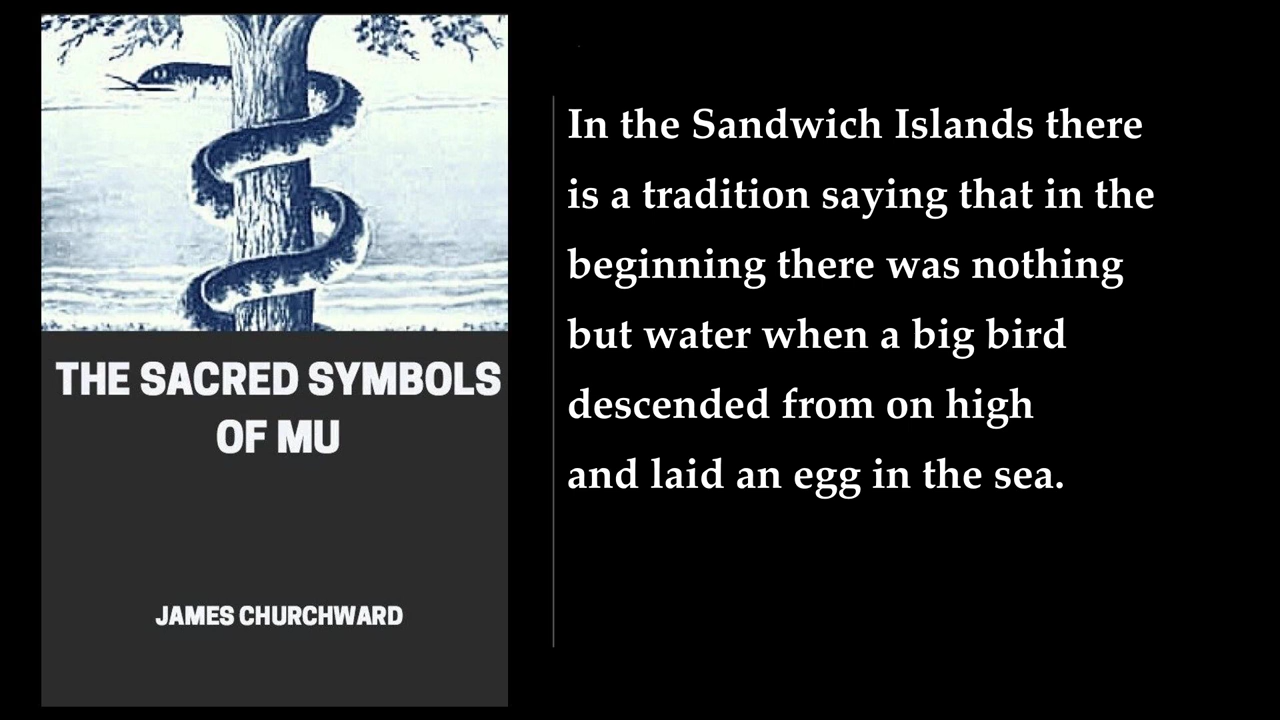 THE SACRED SYMBOLS
OF MU
JAMES CHURCHWARD
In the Sandwich Islands there
is a tradition saying that in the
beginning there was nothing
but water when a big bird
descended from on high
and laid an egg in the sea.